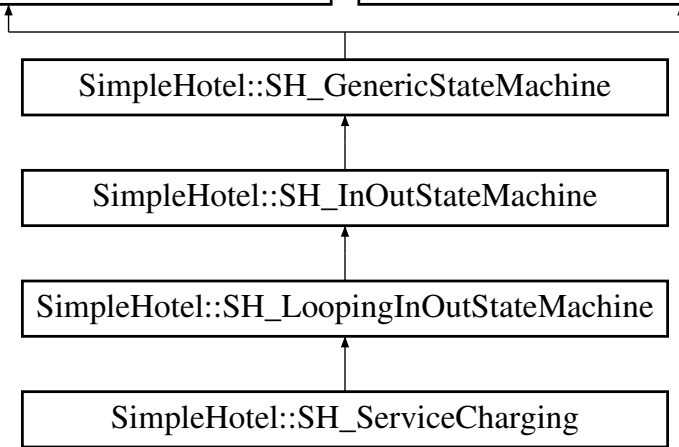 SimpleHotel::SH_GenericStateMachine
SimpleHotel::SH_InOutStateMachine
SimpleHotel::SH_LoopingInOutStateMachine
SimpleHotel::SH_ServiceCharging